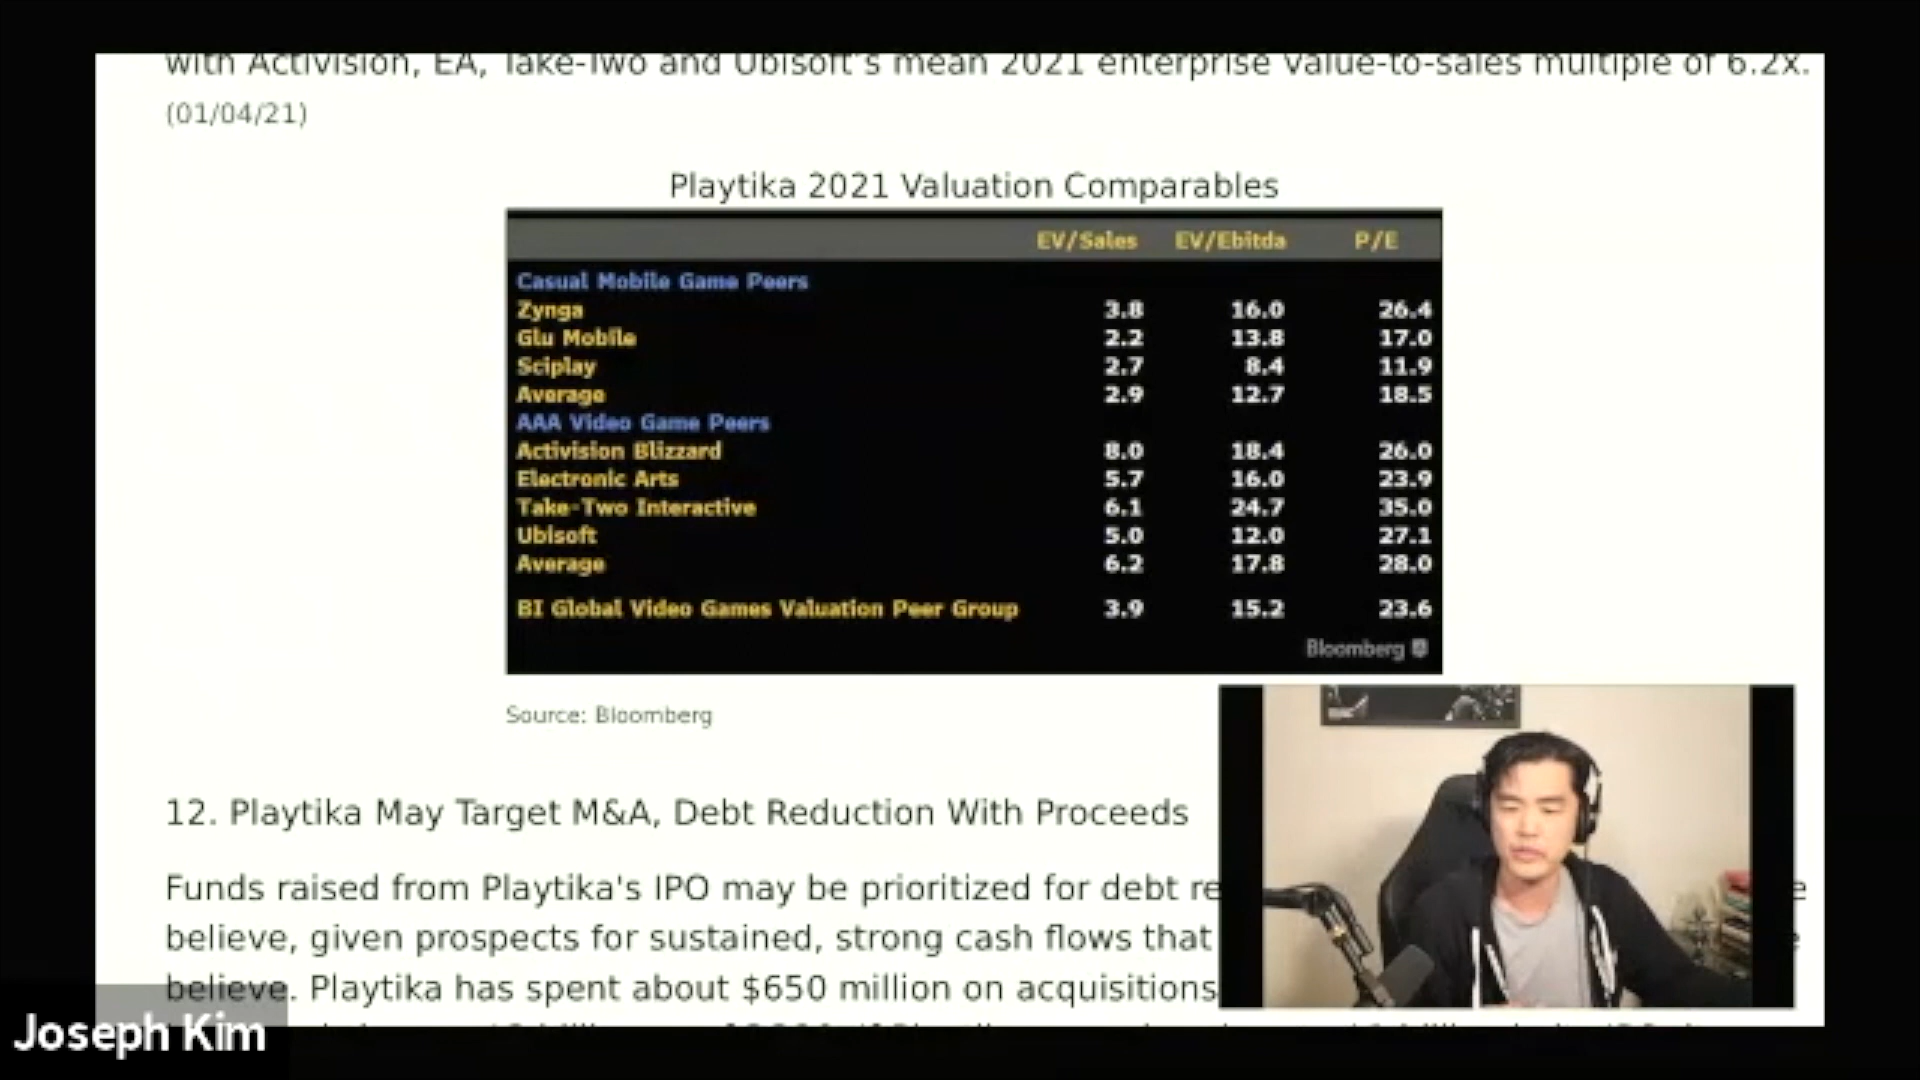 with Activision, EA, Take-Two and Ubisoft's mean 2021 enterprise value-to-sales multiple of 6.2x.
(01/04/21)
Playtika 2021 Valuation Comparables
EV/Sales EV/Ebitda P/E
Casual Mobile Game Peers
Zynga 3.8 16.0 26.4
Glu Mobile 2.2 13.8 17.0
Sciplay 2.7 8.4 11.9
Average 2.9 12.7 18.5
AAA Video Game Peers
Activision Blizzard 8.0 18.4 26.0
Electronic Arts 5.7 16.0 23.9
Take-Two Interactive 6.1 24.7 35.0
Ubisoft 5.0 12.0 27.1
Average 6.2 17.8 28.0
BI Global Video Games Valuation Peer Group 3.9 15.2 23.6
Bloomberg
Source: Bloomberg
12. Playtika May Target M&A, Debt Reduction With Proceeds
Funds raised from Playtika's IPO may be prioritized for debt
believe, given prospects for sustained, strong cash flows that
believe. Playtika has spent about $650 million on acquisitions
Joseph Kim